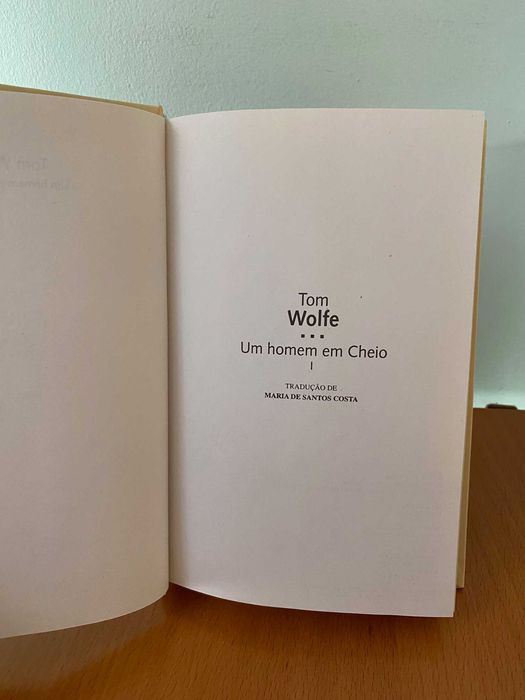 Tom
Wolfe
Um homem em Cheio
I
TRADUÇÃO DE
MARIA DE SANTOS COSTA